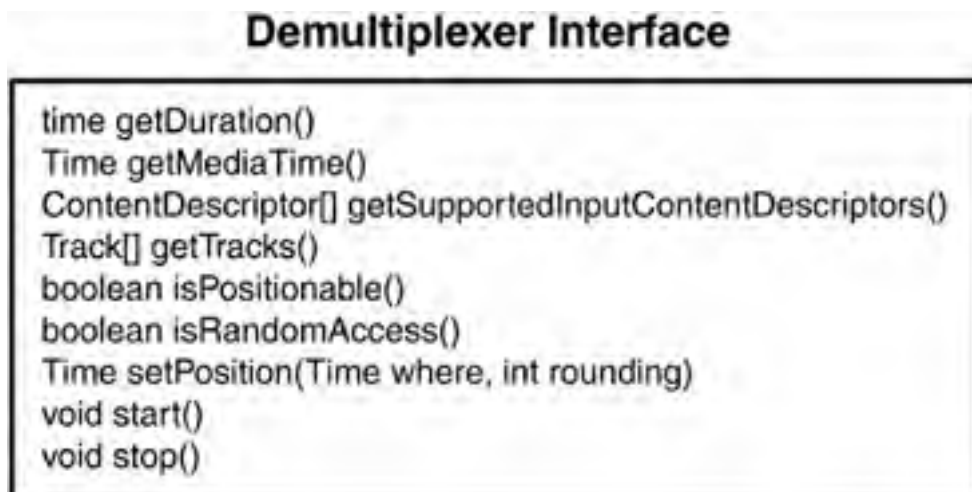 Demultiplexer Interface
time getDuration()
Time getMediaTime()
ContentDescriptor[] getSupportedInputContentDescriptors()
Track[] getTracks()
boolean isPositionable()
boolean isRandomAccess()
Time setPosition(Time where, int rounding)
void start()
void stop()